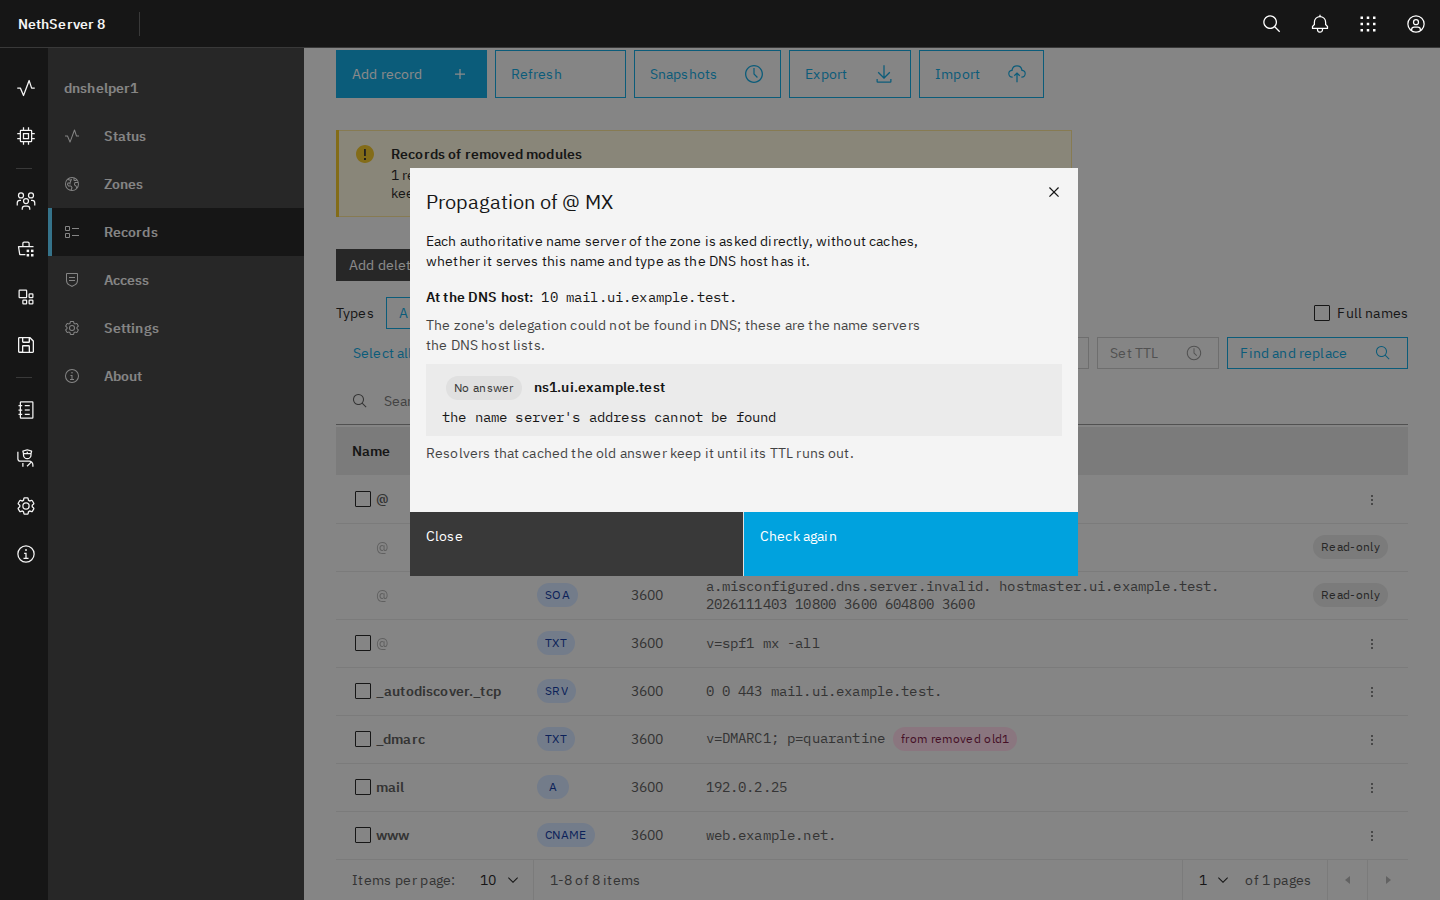 NethServer 8
dnshelper1
Status
Zones
Records
Access
Settings
About
Add record
Refresh
Snapshots
Export
Import
Records of removed modules
1 re
kee
Add delet
Types
A
Full names
Select all
Set TTL
Find and replace
Sear
Propagation of @ MX
Each authoritative name server of the zone is asked directly, without caches,
whether it serves this name and type as the DNS host has it.
At the DNS host: 10 mail.ui.example.test.
The zone's delegation could not be found in DNS; these are the name servers
the DNS host lists.
No answer ns1.ui.example.test
the name server's address cannot be found
Resolvers that cached the old answer keep it until its TTL runs out.
Close
Check again
Name
@
@ Read-only
@ SOA 3600 a.misconfigured.dns.server.invalid. hostmaster.ui.example.test.
2026111403 10800 3600 604800 3600 Read-only
@ TXT 3600 v=spf1 mx -all
_autodiscover._tcp SRV 3600 0 0 443 mail.ui.example.test.
_dmarc TXT 3600 v=DMARC1; p=quarantine from removed old1
mail A 3600 192.0.2.25
www CNAME 3600 web.example.net.
Items per page: 10 1-8 of 8 items 1 of 1 pages